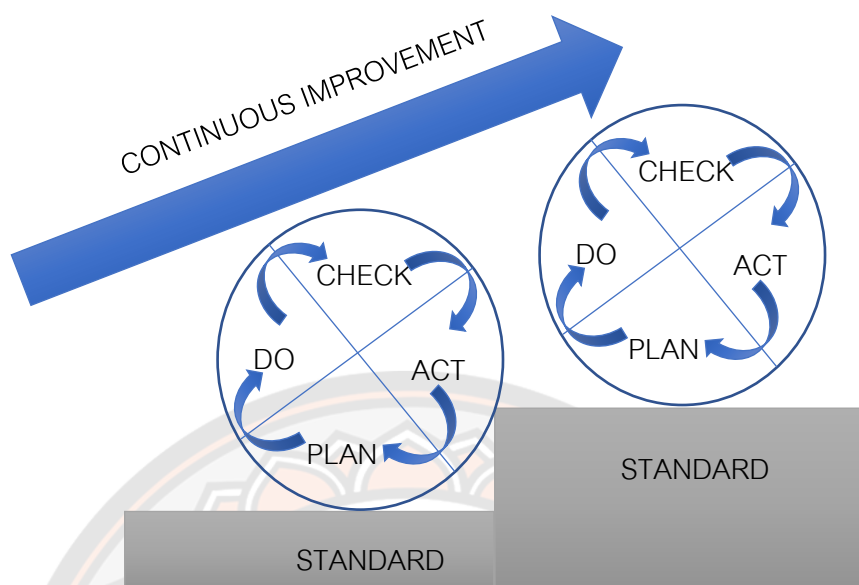 CONTINUOUS IMPROVEMENT
CHECK
DO
ACT
PLAN
STANDARD
CHECK
DO
ACT
PLAN
STANDARD